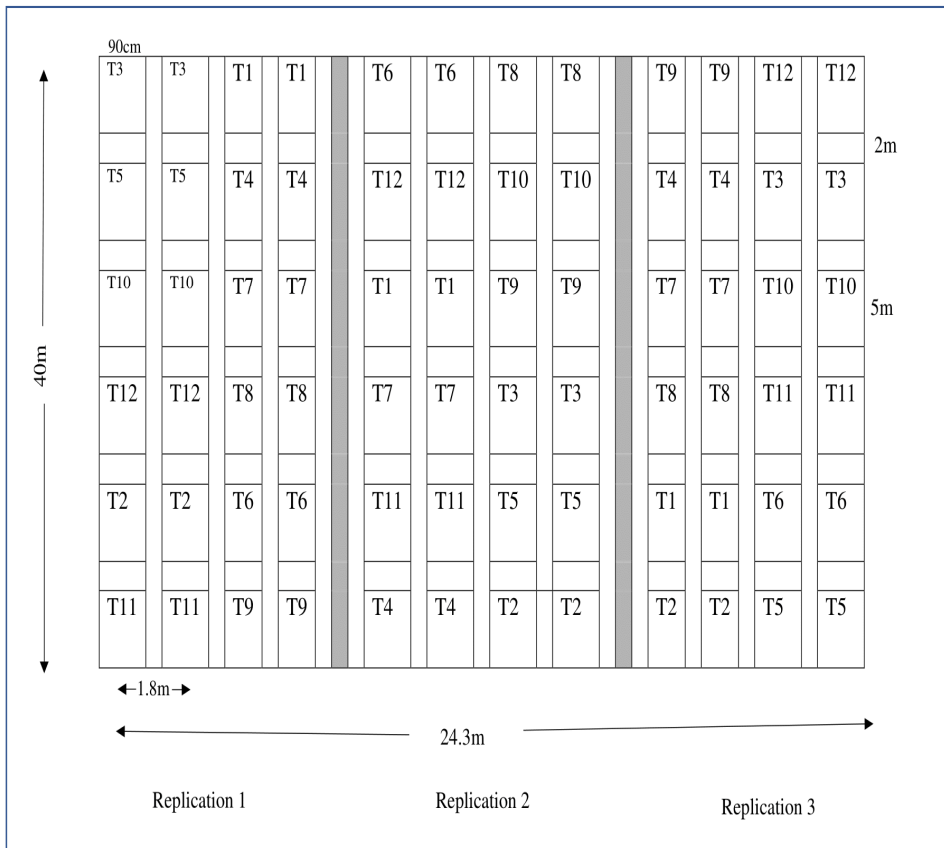 90cm
T3 T3 T1 T1 T6 T6 T8 T8 T9 T9 T12 T12
2m
T5 T5 T4 T4 T12 T12 T10 T10 T4 T4 T3 T3
T10 T10 T7 T7 T1 T1 T9 T9 T7 T7 T10 T10
5m
40m
T12 T12 T8 T8 T7 T7 T3 T3 T8 T8 T11 T11
T2 T2 T6 T6 T11 T11 T5 T5 T1 T1 T6 T6
T11 T11 T9 T9 T4 T4 T2 T2 T2 T2 T5 T5
1.8m
24.3m
Replication 1 Replication 2 Replication 3